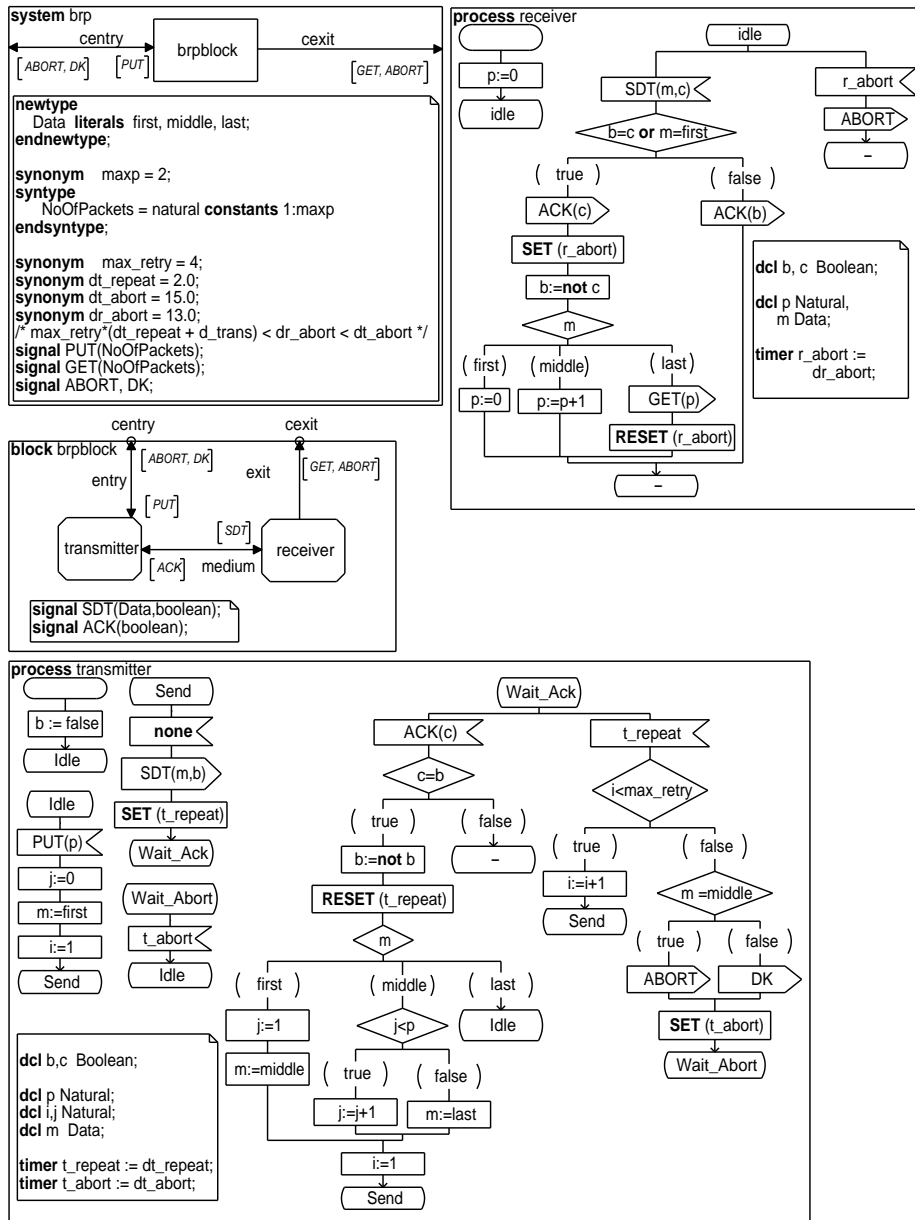 system brp
centry
cexit
brpblock
[ABORT, DK]
[PUT]
[GET, ABORT]
newtype
Data literals first, middle, last;
endnewtype;
synonym maxp = 2;
syntype
NoOfPackets = natural constants 1:maxp
endsyntype;
synonym max_retry = 4;
synonym dt_repeat = 2.0;
synonym dt_abort = 15.0;
synonym dr_abort = 13.0;
/* max_retry*(dt_repeat + d_trans) < dr_abort < dt_abort */
signal PUT(NoOfPackets);
signal GET(NoOfPackets);
signal ABORT, DK;
process receiver
p:=0
idle
idle
SDT(m,c)
r_abort
ABORT
–
b=c or m=first
(true)
(false)
ACK(c)
ACK(b)
SET (r_abort)
b:=not c
m
(first)
(middle)
(last)
p:=0
p:=p+1
GET(p)
RESET (r_abort)
–
dcl b, c Boolean;
dcl p Natural,
m Data;
timer r_abort :=
dr_abort;
centry
cexit
block brpblock
[ABORT, DK]
[GET, ABORT]
entry
exit
[PUT]
[SDT]
transmitter
receiver
[ACK]
medium
signal SDT(Data,boolean);
signal ACK(boolean);
process transmitter
b := false
Idle
Idle
PUT(p)
j:=0
m:=first
i:=1
Send
Send
none
SDT(m,b)
SET (t_repeat)
Wait_Ack
Wait_Abort
t_abort
Idle
Wait_Ack
ACK(c)
t_repeat
c=b
i<max_retry
(true)
(false)
b:=not b
–
RESET (t_repeat)
m
(first)
(middle)
(last)
j:=1
j<p
Idle
m:=middle
(true)
(false)
j:=j+1
m:=last
i:=1
Send
(true)
(false)
i:=i+1
Send
m =middle
(true)
(false)
ABORT
DK
SET (t_abort)
Wait_Abort
dcl b,c Boolean;
dcl p Natural;
dcl i,j Natural;
dcl m Data;
timer t_repeat := dt_repeat;
timer t_abort := dt_abort;